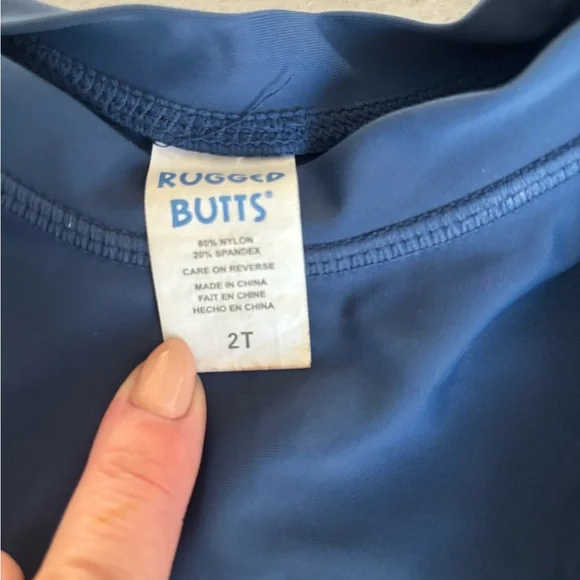 RUGGED
BUTTS®
80% NYLON
20% SPANDEX
CARE ON REVERSE
MADE IN CHINA
FAIT EN CHINE
HECHO EN CHINA
2T